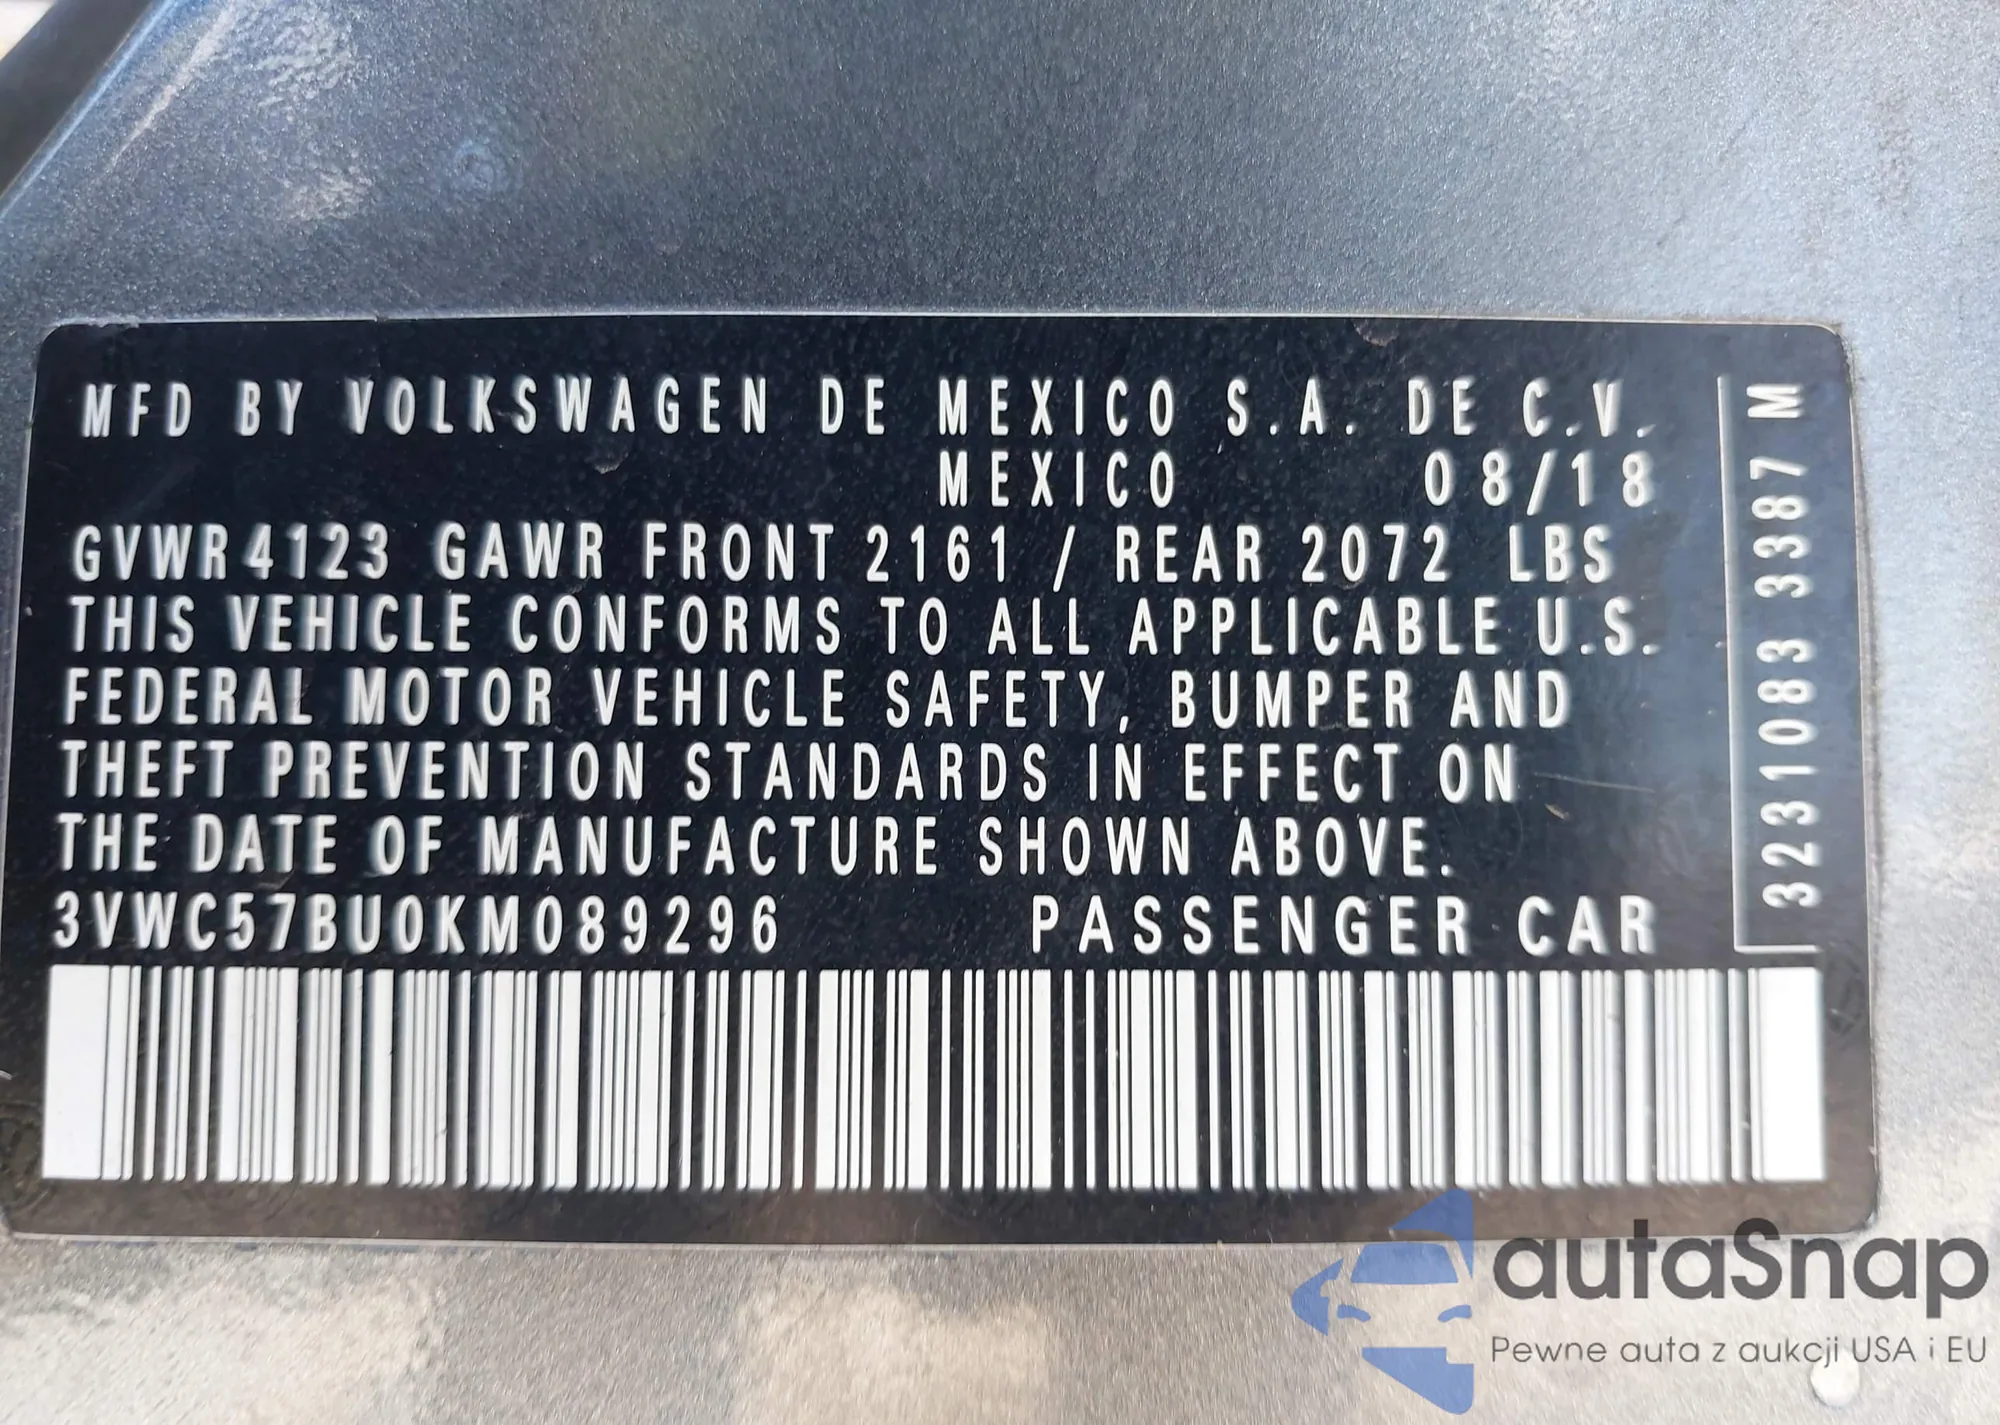 MFD BY VOLKSWAGEN DE MEXICO S.A. DE C.V.
MEXICO 08/18
GVWR 4123 GAWR FRONT 2161 / REAR 2072 LBS
THIS VEHICLE CONFORMS TO ALL APPLICABLE U.S.
FEDERAL MOTOR VEHICLE SAFETY, BUMPER AND
THEFT PREVENTION STANDARDS IN EFFECT ON
THE DATE OF MANUFACTURE SHOWN ABOVE.
3VWC57BU0KM089296 PASSENGER CAR
3231083 3387 M
autaSnap
Pewne auta z aukcji USA i EU